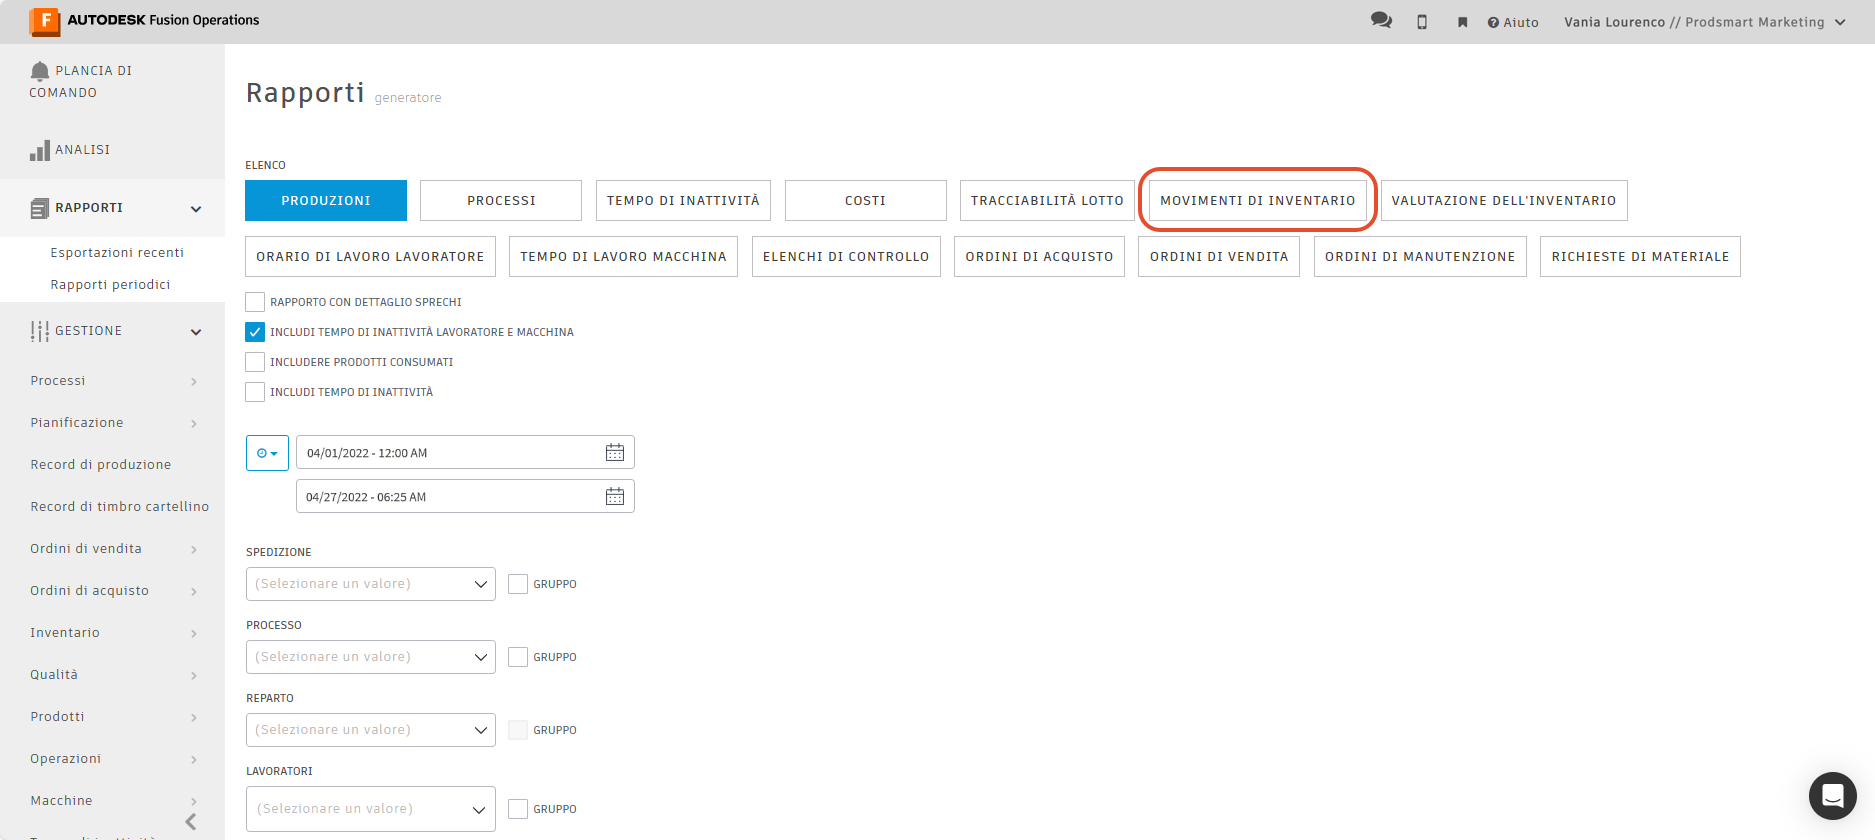 AUTODESK Fusion Operations
Aiuto
Vania Lourenco // Prodsmart Marketing
PLANCIA DI
COMANDO
ANALISI
RAPPORTI
Esportazioni recenti
Rapporti periodici
GESTIONE
Processi
Pianificazione
Record di produzione
Record di timbro cartellino
Ordini di vendita
Ordini di acquisto
Inventario
Qualità
Prodotti
Operazioni
Macchine
Rapporti generatore
ELENCO
PRODUZIONI PROCESSI TEMPO DI INATTIVITÀ COSTI TRACCIABILITÀ LOTTO MOVIMENTI DI INVENTARIO VALUTAZIONE DELL'INVENTARIO
ORARIO DI LAVORO LAVORATORE TEMPO DI LAVORO MACCHINA ELENCHI DI CONTROLLO ORDINI DI ACQUISTO ORDINI DI VENDITA ORDINI DI MANUTENZIONE RICHIESTE DI MATERIALE
RAPPORTO CON DETTAGLIO SPRECHI
INCLUDI TEMPO DI INATTIVITÀ LAVORATORE E MACCHINA
INCLUDERE PRODOTTI CONSUMATI
INCLUDI TEMPO DI INATTIVITÀ
04/01/2022 - 12:00 AM
04/27/2022 - 06:25 AM
SPEDIZIONE
(Selezionare un valore) GRUPPO
PROCESSO
(Selezionare un valore) GRUPPO
REPARTO
(Selezionare un valore) GRUPPO
LAVORATORI
(Selezionare un valore) GRUPPO